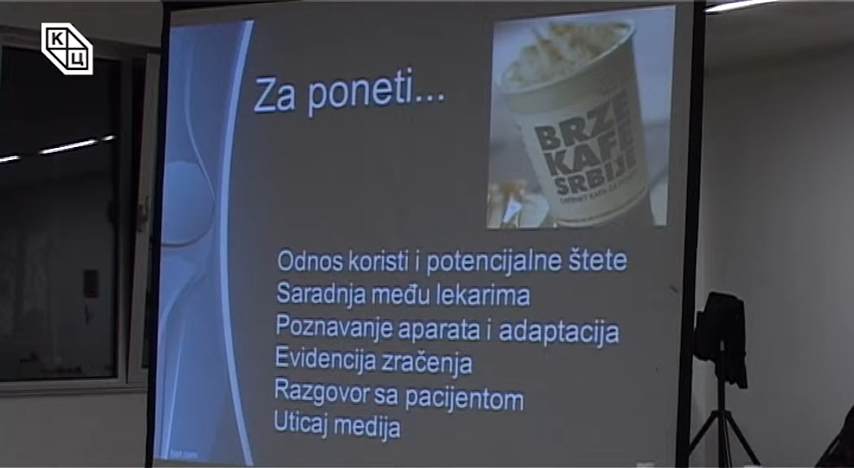 К
Ц
Za poneti...
BRZE
KAFE
SRBIJE
Odnos koristi i potencijalne štete
Saradnja među lekarima
Poznavanje aparata i adaptacija
Evidencija zračenja
Razgovor sa pacijentom
Uticaj medija